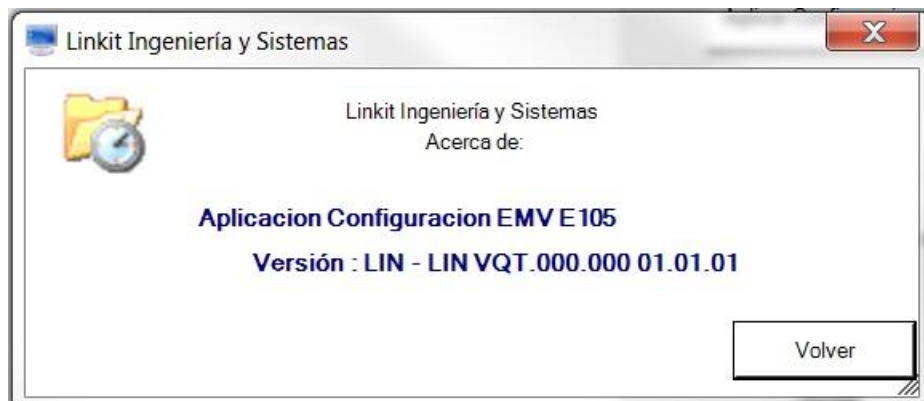 Linkit Ingeniería y Sistemas
Linkit Ingeniería y Sistemas
Acerca de:
Aplicacion Configuracion EMV E105
Versión : LIN - LIN VQT.000.000 01.01.01
Volver